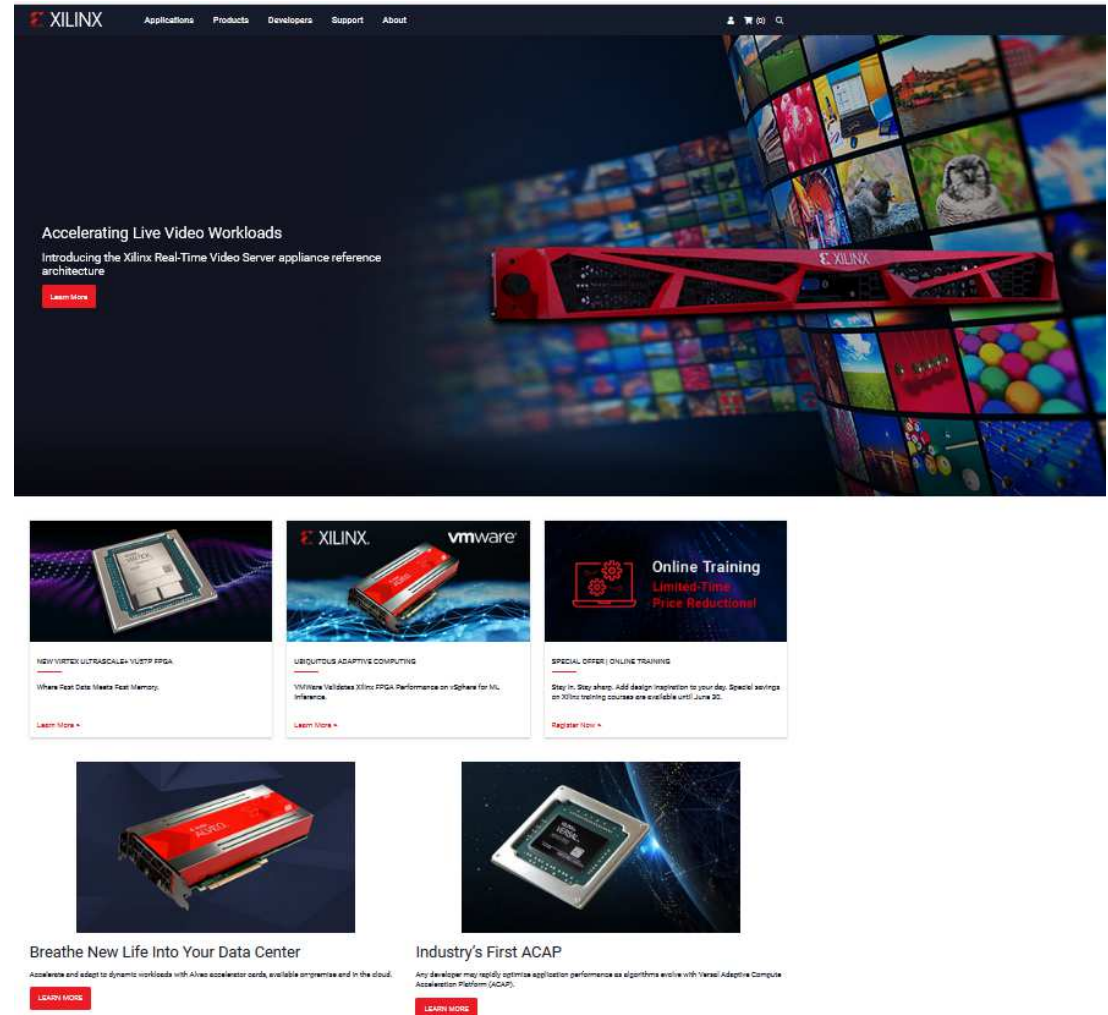 XILINX
Applications Products Developers Support About
(0)
Accelerating Live Video Workloads
Introducing the Xilinx Real-Time Video Server appliance reference
architecture
Learn More
XILINX
XILINX. vmware
Online Training
Limited-Time
Price Reductions!
NEW VIRTEX ULTRASCALE+ VU57P FPGA
Where Fast Data Meets Fast Memory.
Learn More
UBIQUITOUS ADAPTIVE COMPUTING
VMWare Validates Xilinx FPGA Performance on vSphere for ML
Inference.
Learn More
SPECIAL OFFER | ONLINE TRAINING
Stay in. Stay sharp. Add design inspiration to your day. Special savings
on Xilinx training courses are available until June 30.
Register Now
ALVEO
VERSAL
Breathe New Life Into Your Data Center
Accelerate and adapt to dynamic workloads with Alveo accelerator cards, available on-premise and in the cloud.
LEARN MORE
Industry's First ACAP
Any developer may rapidly optimize application performance as algorithms evolve with Versal Adaptive Compute
Acceleration Platform (ACAP).
LEARN MORE